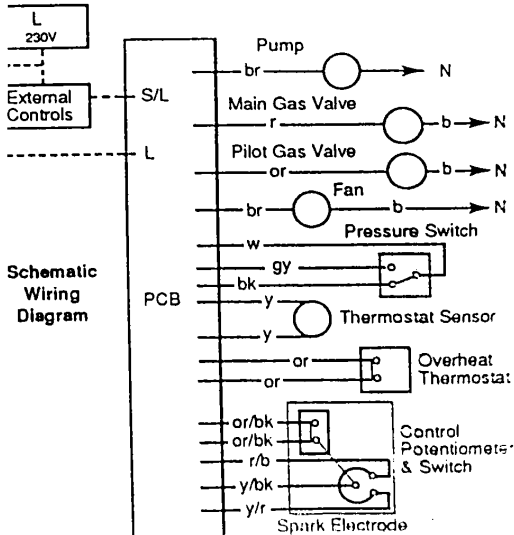 L
230V
External
Controls
S/L
L
Schematic
Wiring
Diagram
PCB
Pump
br
N
Main Gas Valve
r
b
N
Pilot Gas Valve
or
b
N
Fan
br
b
N
Pressure Switch
w
gy
bk
y
Thermostat Sensor
y
or
Overheat
Thermostat
or
or/bk
or/bk
Control
Potentiometer
& Switch
r/b
y/bk
y/r
Spark Electrode